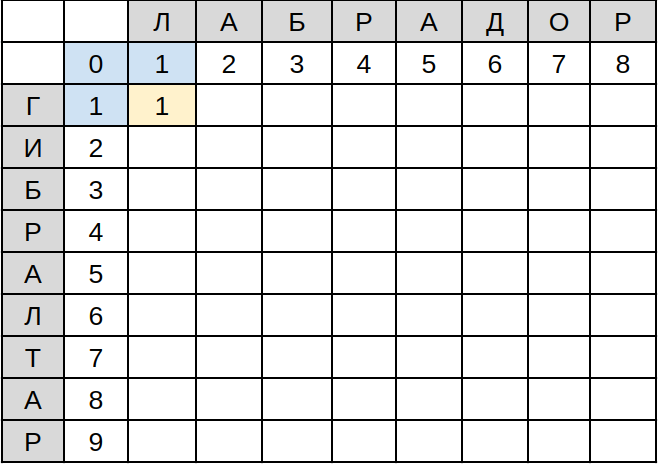 Л А Б Р А Д О Р
0 1 2 3 4 5 6 7 8
Г 1 1
И 2
Б 3
Р 4
А 5
Л 6
Т 7
А 8
Р 9